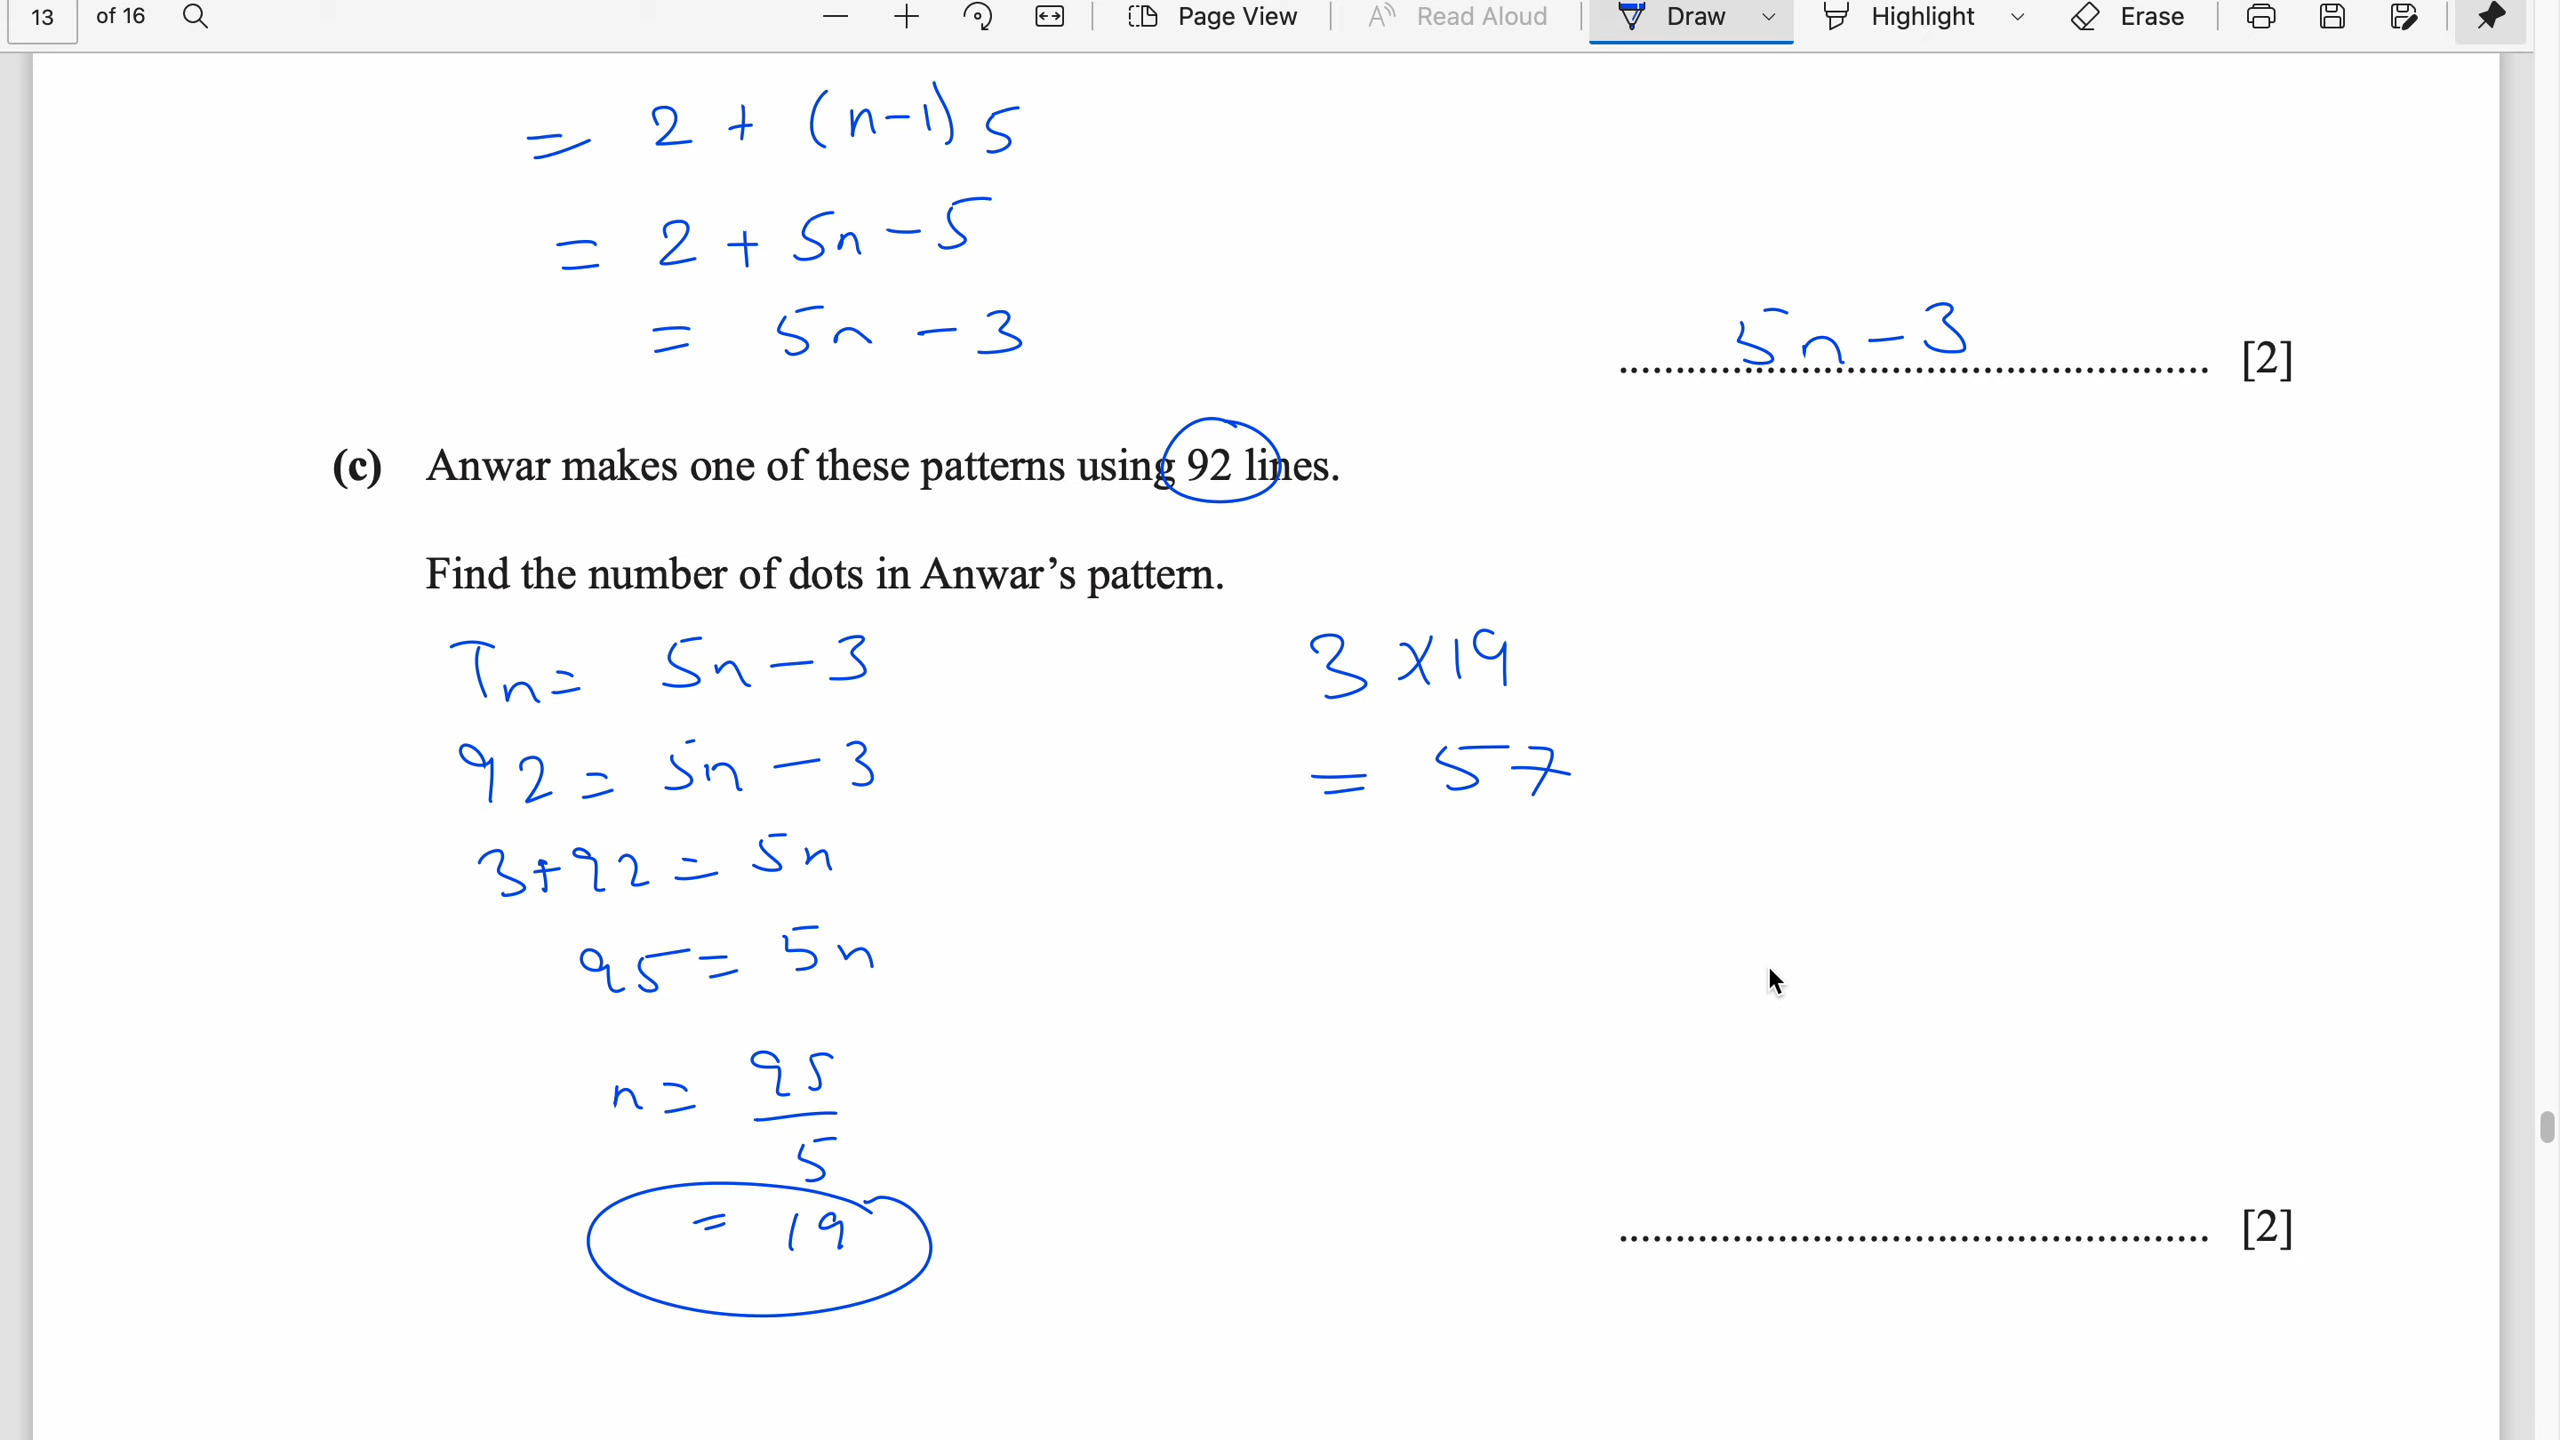 13 of 16 Page View Read Aloud Draw Highlight Erase
= 2 + (n-1) 5
= 2 + 5n - 5
= 5n - 3
5n - 3
.................................................... [2]
(c) Anwar makes one of these patterns using 92 lines.
Find the number of dots in Anwar’s pattern.
Tn = 5n - 3
92 = 5n - 3
3+92 = 5n
95 = 5n
n = 95
5
= 19
3 × 19
= 57
.................................................... [2]